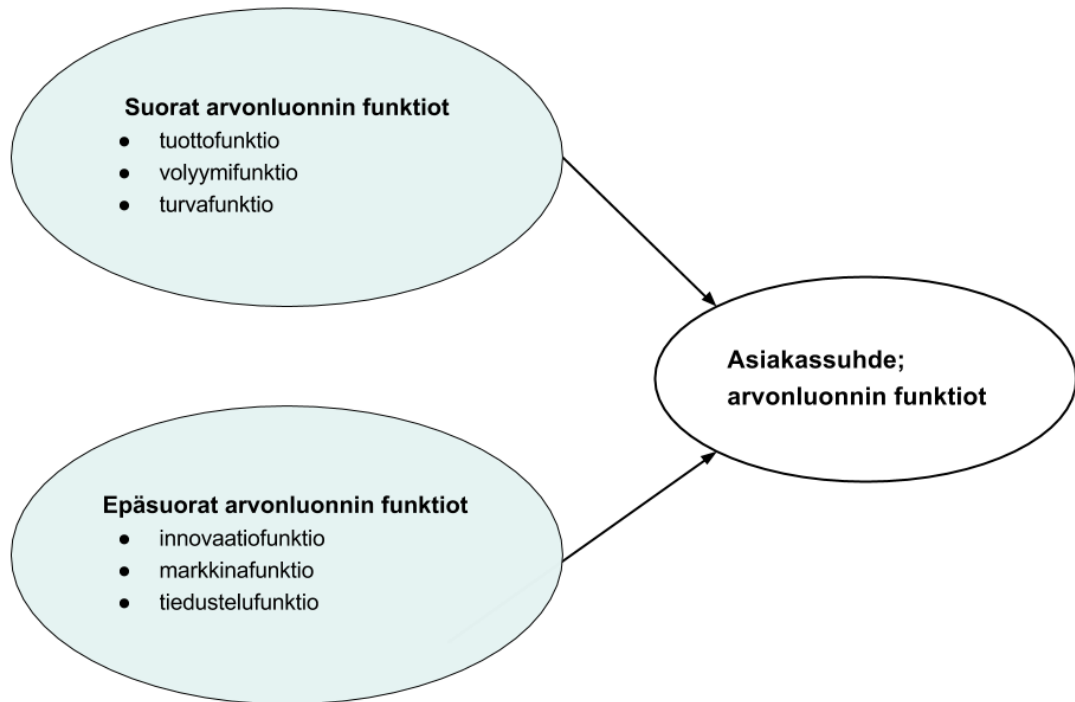 Suorat arvonluonnin funktiot
● tuottofunktio
● volyymifunktio
● turvafunktio
Asiakassuhde;
arvonluonnin funktiot
Epäsuorat arvonluonnin funktiot
● innovaatiofunktio
● markkinafunktio
● tiedustelufunktio